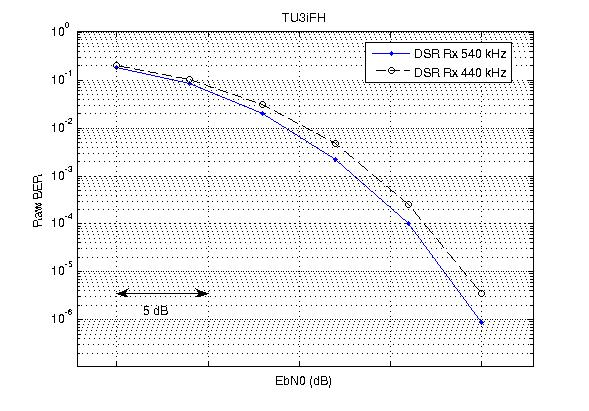 TU3iFH
DSR Rx 540 kHz
DSR Rx 440 kHz
10^0
10^-1
10^-2
10^-3
10^-4
10^-5
10^-6
Raw BER
5 dB
EbN0 (dB)